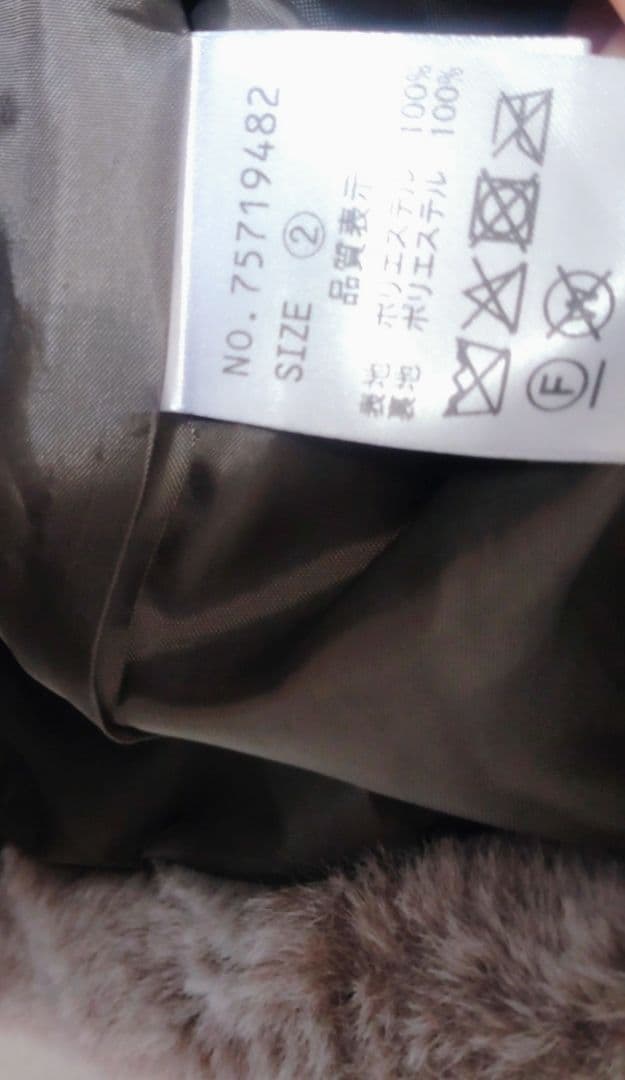 NO.75719482
SIZE ②
品質表示
表地 ポリエステル 100%
裏地 ポリエステル 100%
W
F